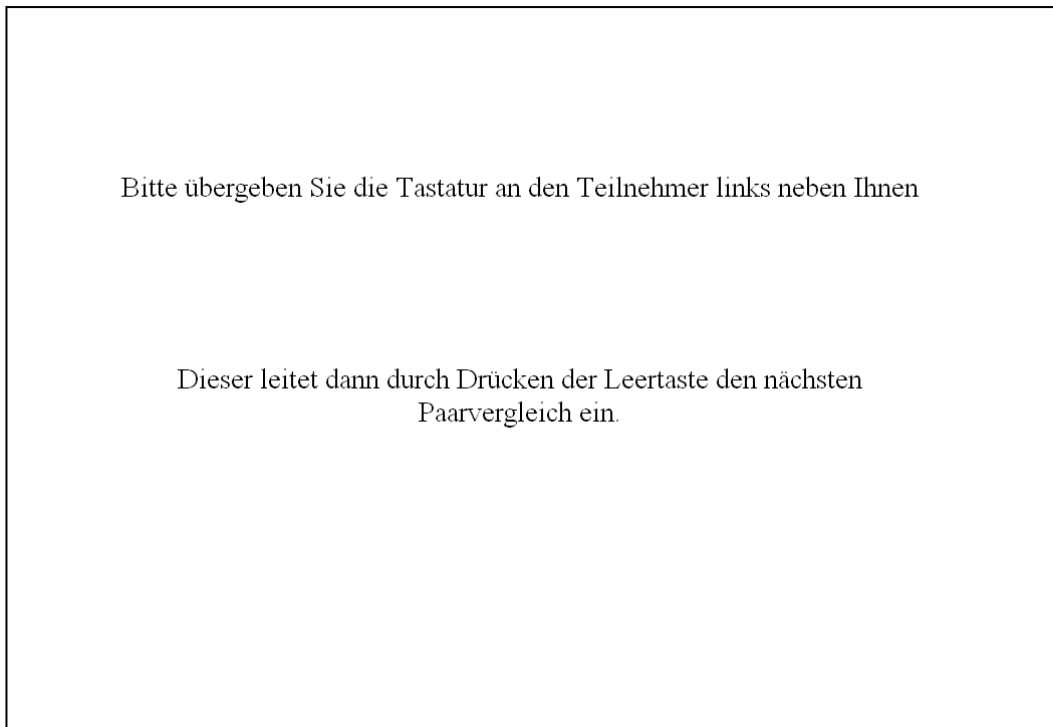 Bitte übergeben Sie die Tastatur an den Teilnehmer links neben Ihnen
Dieser leitet dann durch Drücken der Leertaste den nächsten
Paarvergleich ein.